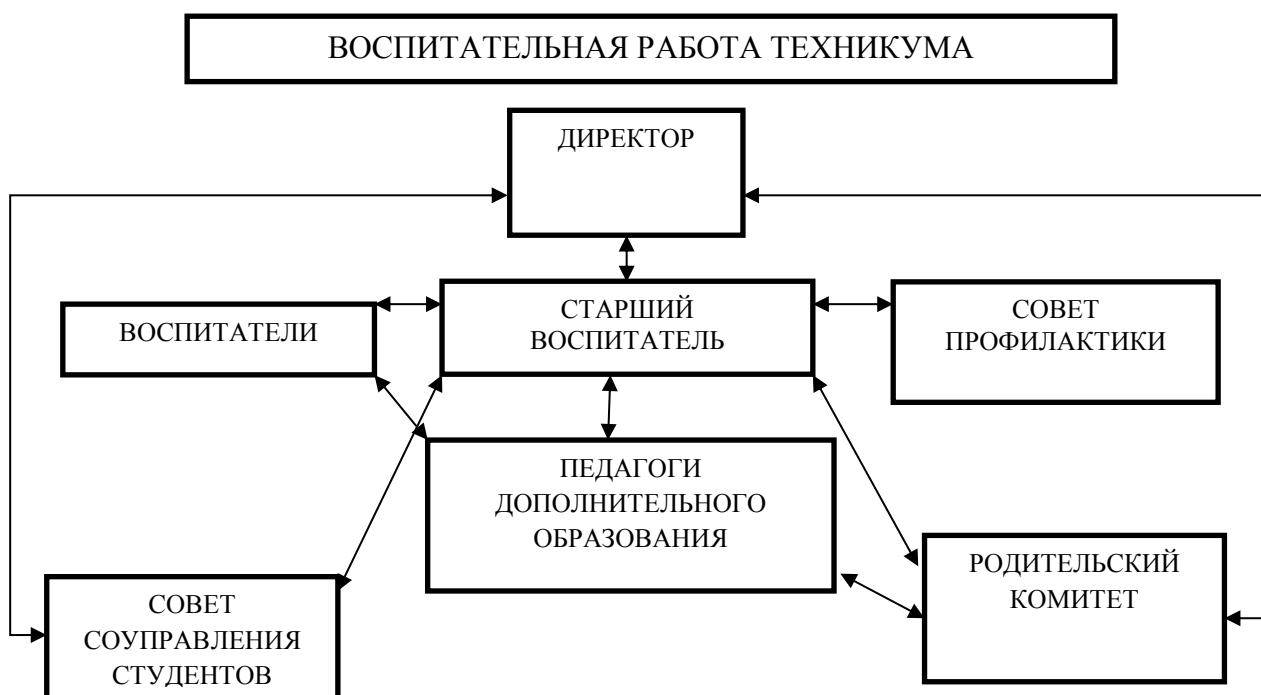 ВОСПИТАТЕЛЬНАЯ РАБОТА ТЕХНИКУМА
ДИРЕКТОР
ВОСПИТАТЕЛИ
СТАРШИЙ
ВОСПИТАТЕЛЬ
СОВЕТ
ПРОФИЛАКТИКИ
ПЕДАГОГИ
ДОПОЛНИТЕЛЬНОГО
ОБРАЗОВАНИЯ
СОВЕТ
СОУПРАВЛЕНИЯ
СТУДЕНТОВ
РОДИТЕЛЬСКИЙ
КОМИТЕТ